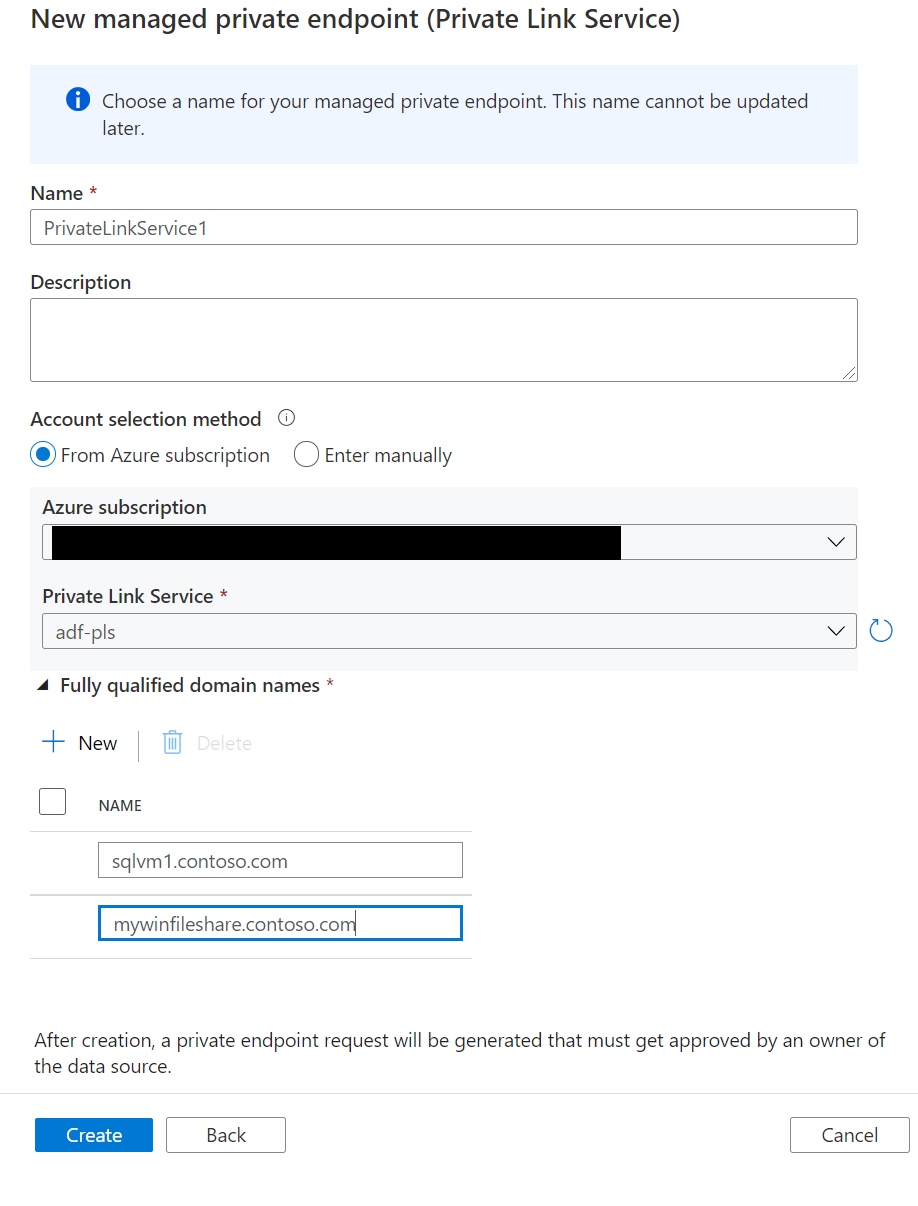 New managed private endpoint (Private Link Service)
Choose a name for your managed private endpoint. This name cannot be updated
later.
Name *
PrivateLinkService1
Description
Account selection method
From Azure subscription Enter manually
Azure subscription
Private Link Service *
adf-pls
Fully qualified domain names *
New Delete
NAME
sqlvm1.contoso.com
mywinfileshare.contoso.com
After creation, a private endpoint request will be generated that must get approved by an owner of
the data source.
Create Back Cancel